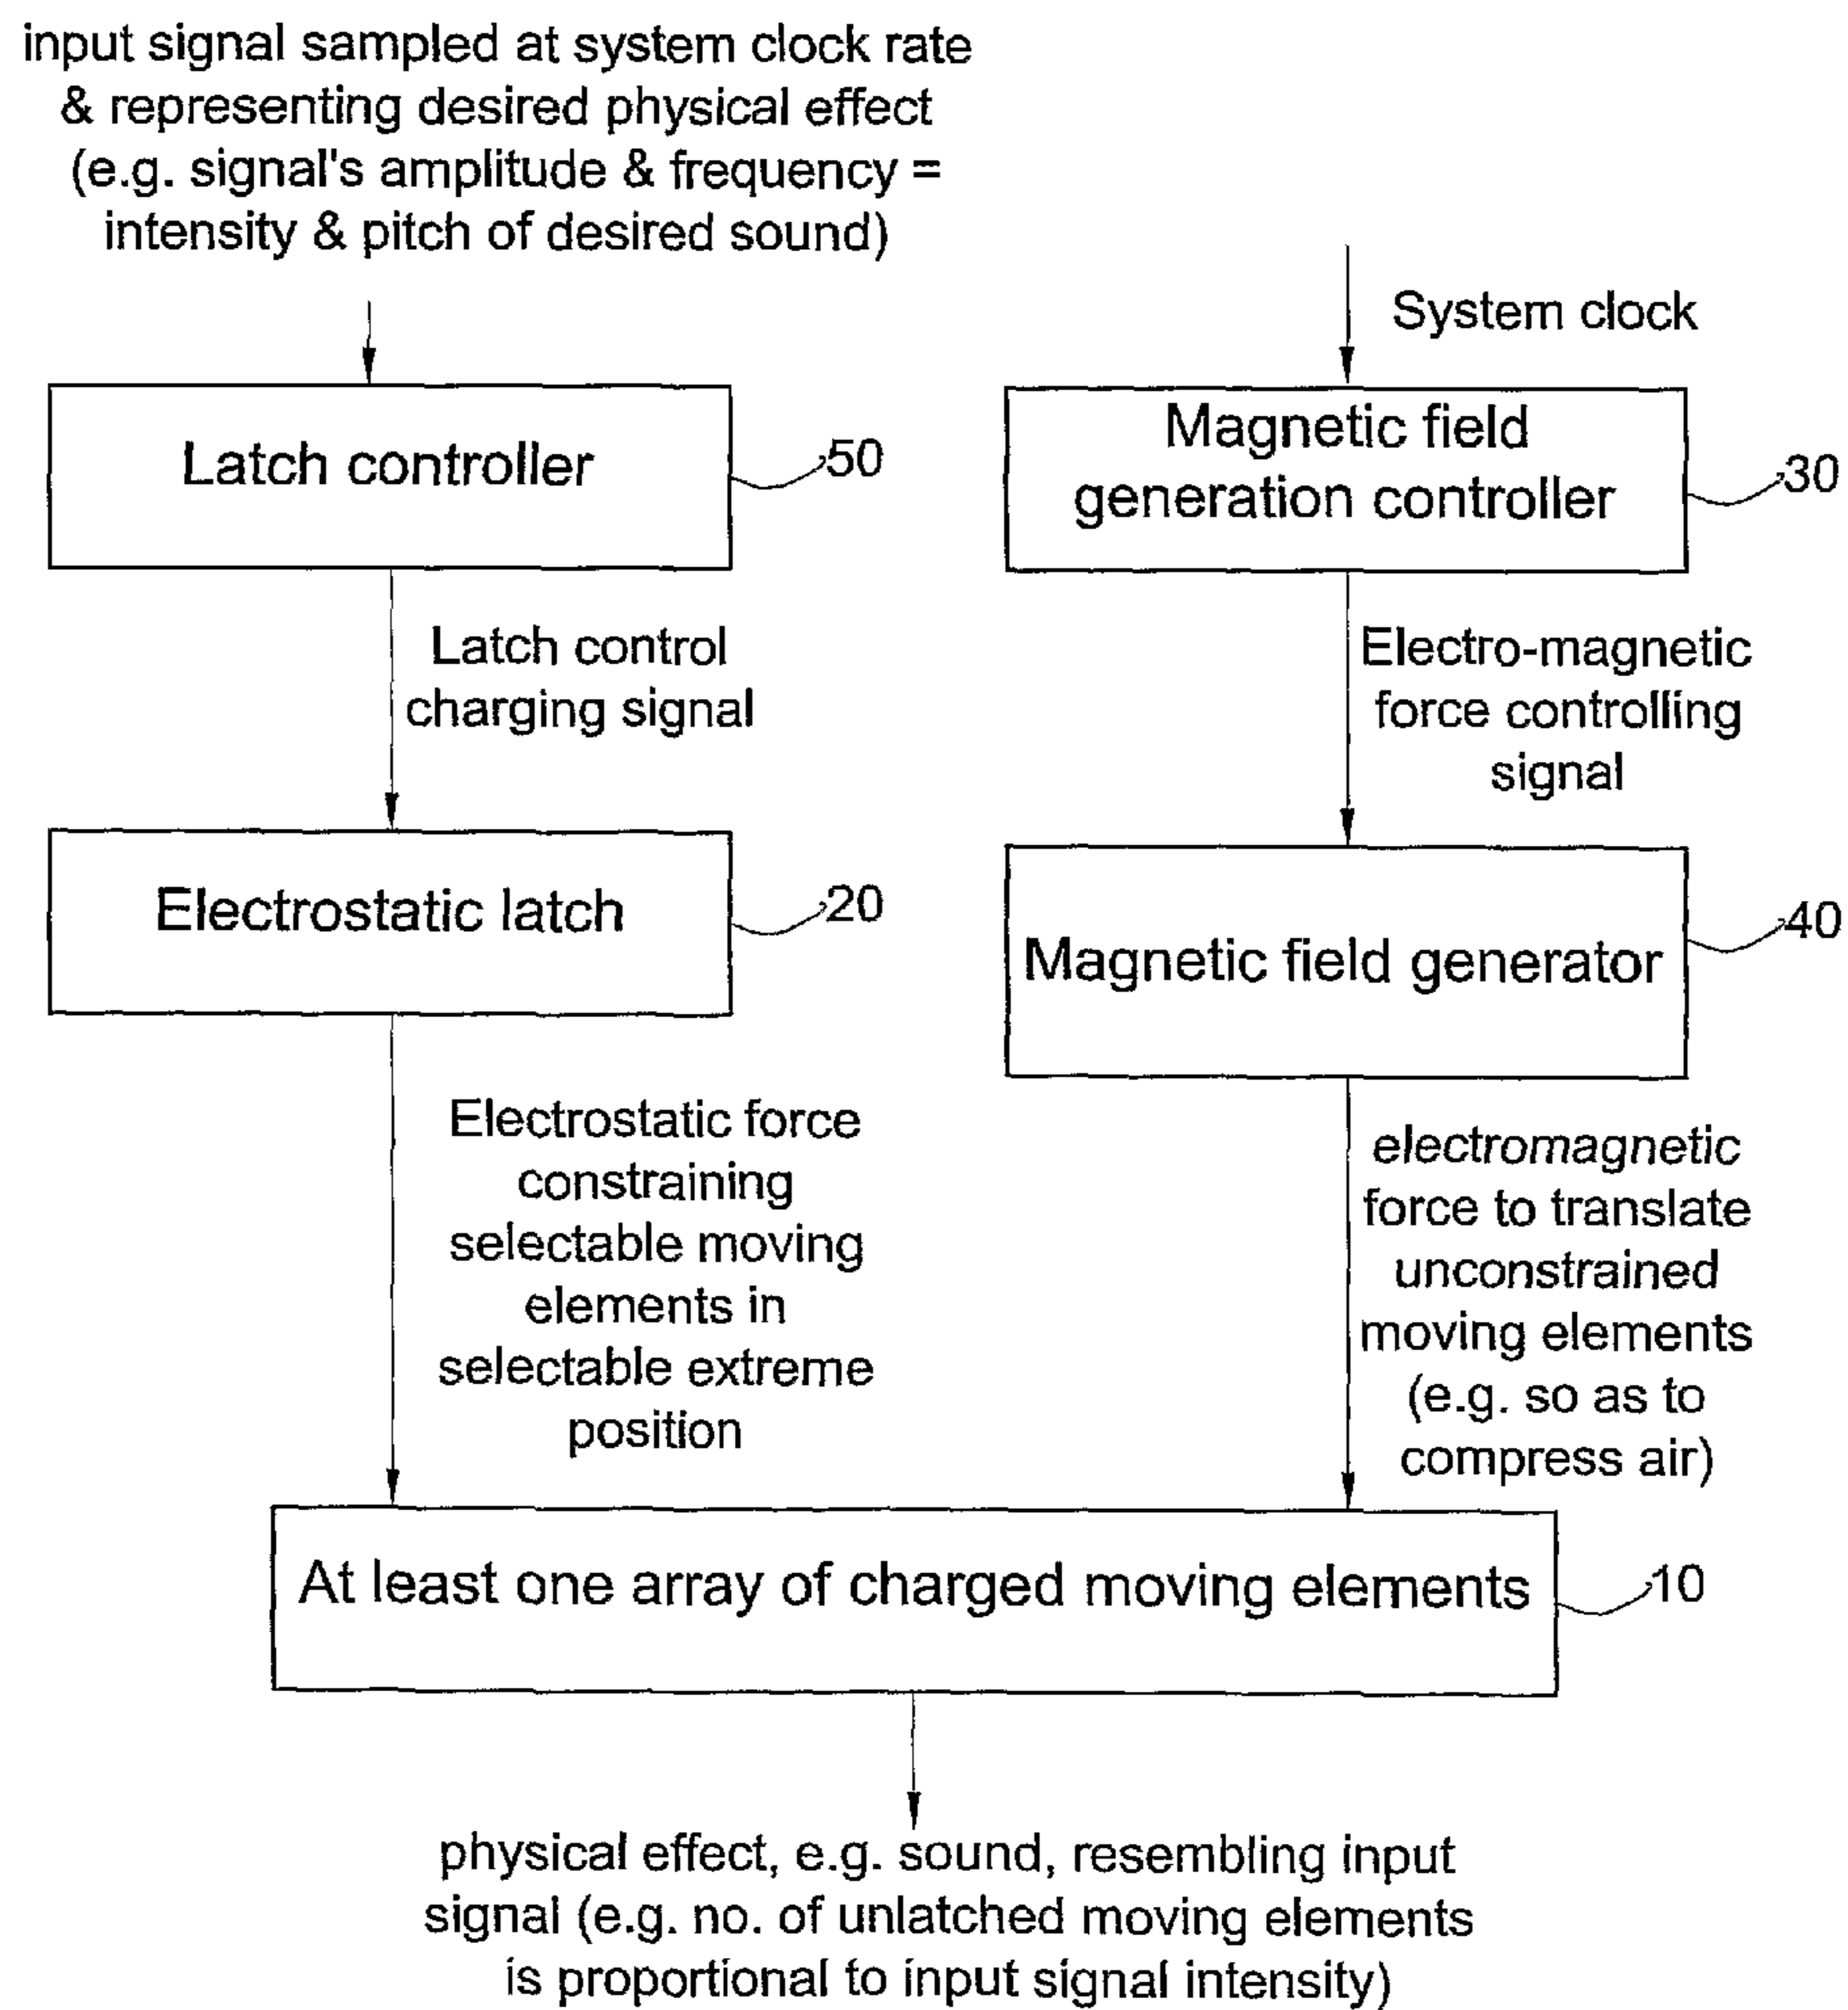 input signal sampled at system clock rate
& representing desired physical effect
(e.g. signal's amplitude & frequency =
intensity & pitch of desired sound)
System clock
Latch controller
50
Magnetic field
generation controller
30
Latch control
charging signal
Electro-magnetic
force controlling
signal
Electrostatic latch
20
Magnetic field generator
40
Electrostatic force
constraining
selectable moving
elements in
selectable extreme
position
electromagnetic
force to translate
unconstrained
moving elements
(e.g. so as to
compress air)
At least one array of charged moving elements
10
physical effect, e.g. sound, resembling input
signal (e.g. no. of unlatched moving elements
is proportional to input signal intensity)